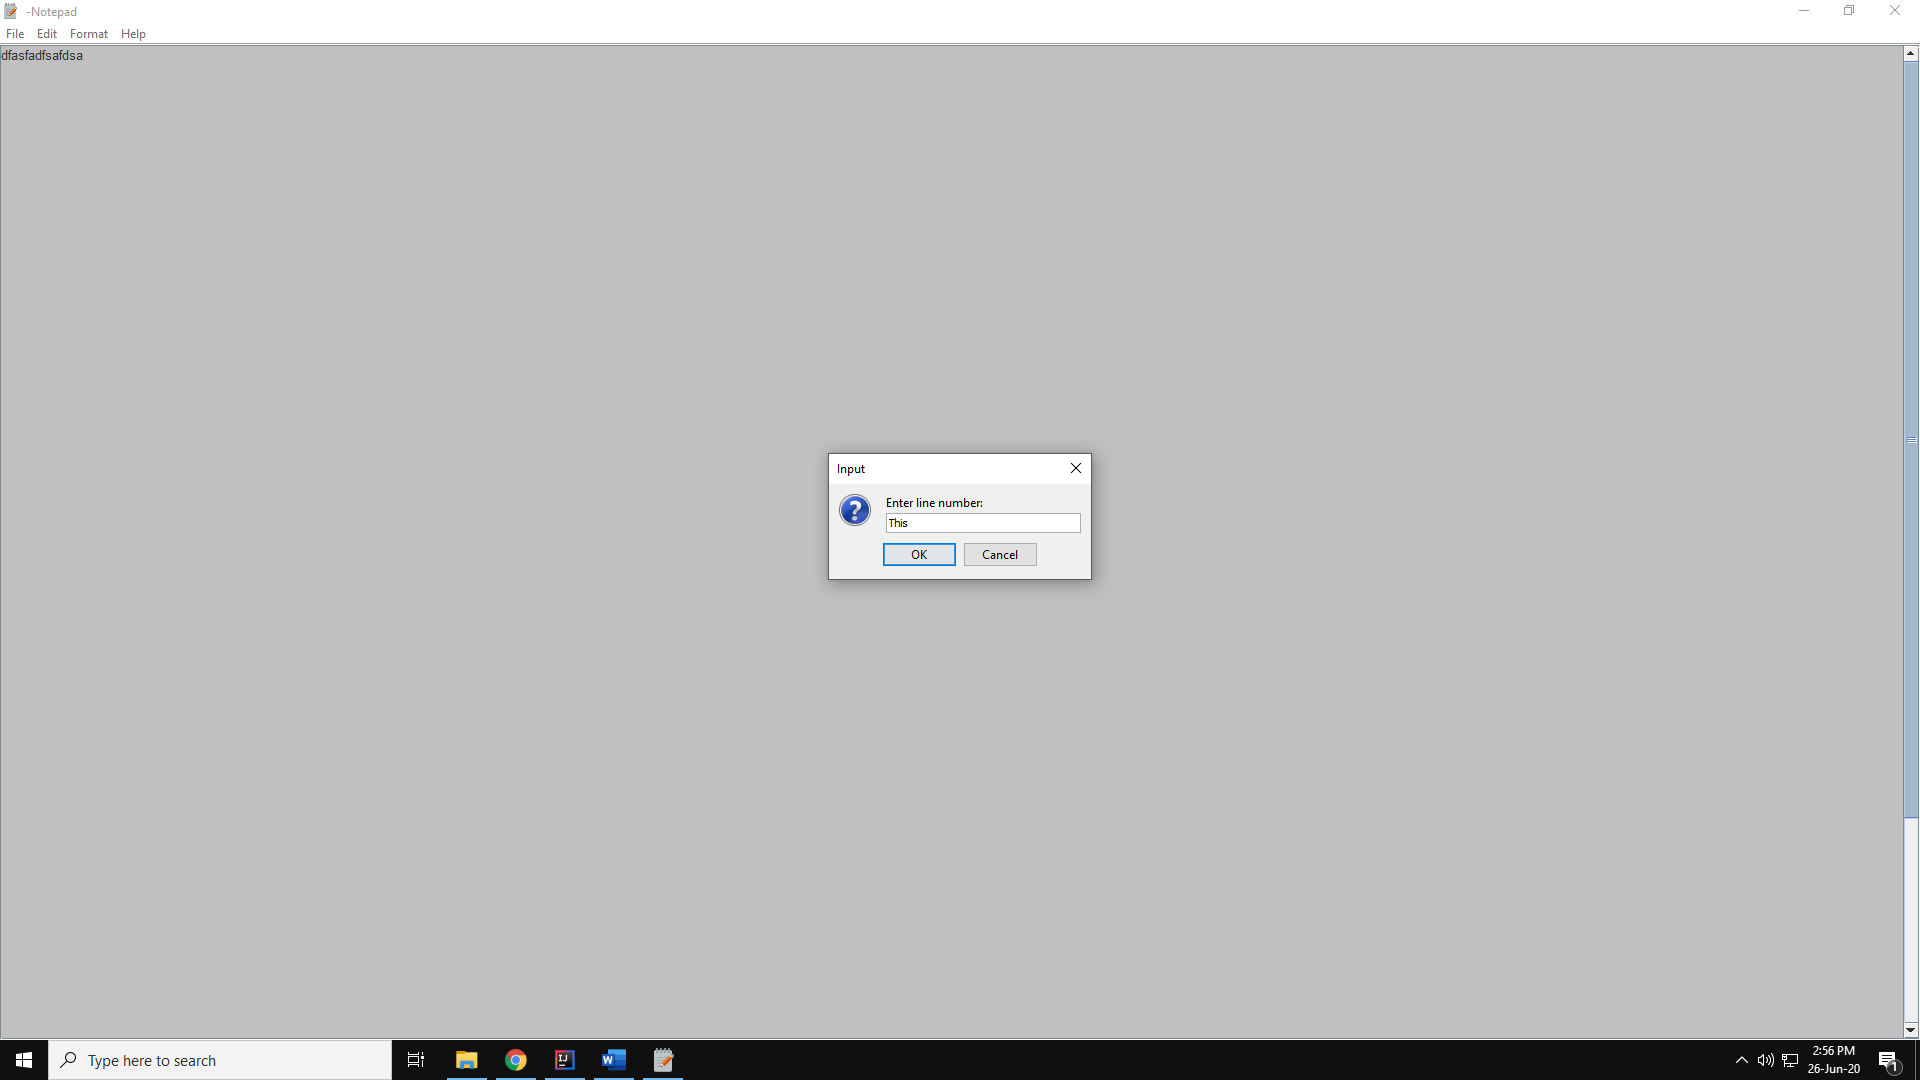 -Notepad
File Edit Format Help
dfasfadfsafdsa
Input
Enter line number:
This
OK Cancel
Type here to search
2:56 PM
26-Jun-20
1